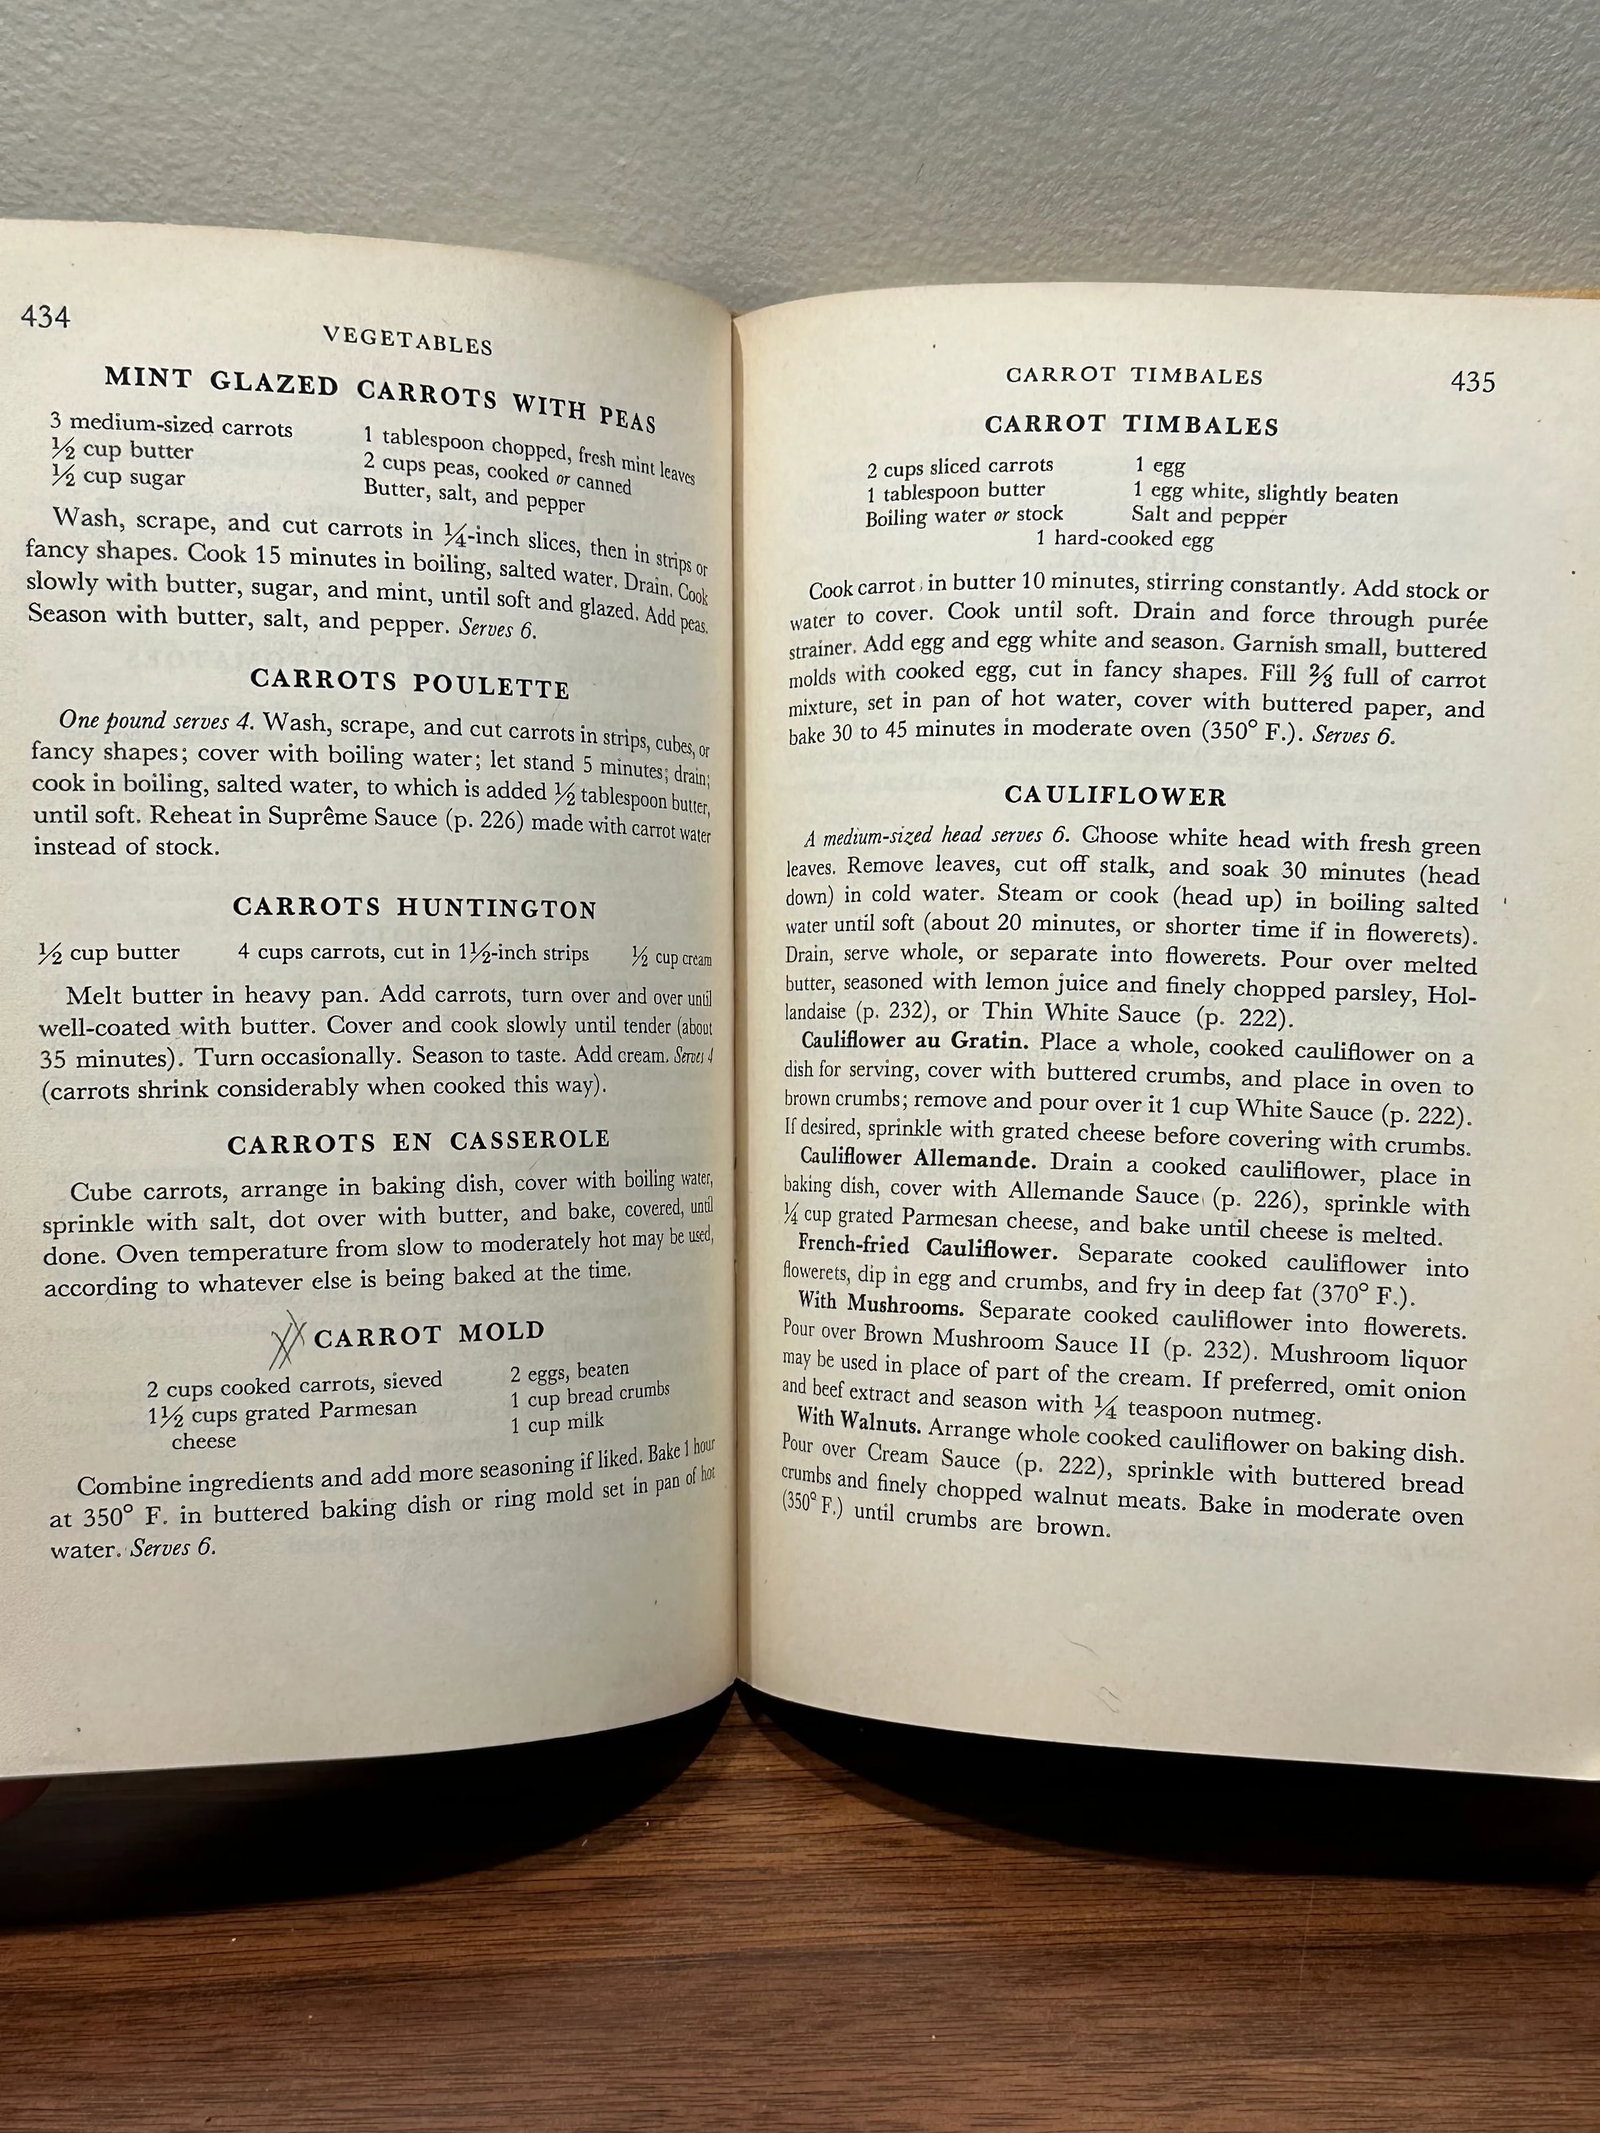 434
VEGETABLES
MINT GLAZED CARROTS WITH PEAS
3 medium-sized carrots
½ cup butter
½ cup sugar
1 tablespoon chopped, fresh mint leaves
2 cups peas, cooked or canned
Butter, salt, and pepper
Wash, scrape, and cut carrots in ¼-inch slices, then in strips or
fancy shapes. Cook 15 minutes in boiling, salted water. Drain. Cook
slowly with butter, sugar, and mint, until soft and glazed. Add peas.
Season with butter, salt, and pepper. Serves 6.
CARROTS POULETTE
One pound serves 4. Wash, scrape, and cut carrots in strips, cubes, or
fancy shapes; cover with boiling water; let stand 5 minutes; drain;
cook in boiling, salted water, to which is added ½ tablespoon butter,
until soft. Reheat in Suprême Sauce (p. 226) made with carrot water
instead of stock.
CARROTS HUNTINGTON
½ cup butter 4 cups carrots, cut in 1½-inch strips ½ cup cream
Melt butter in heavy pan. Add carrots, turn over and over until
well-coated with butter. Cover and cook slowly until tender (about
35 minutes). Turn occasionally. Season to taste. Add cream. Serves 4
(carrots shrink considerably when cooked this way).
CARROTS EN CASSEROLE
Cube carrots, arrange in baking dish, cover with boiling water,
sprinkle with salt, dot over with butter, and bake, covered, until
done. Oven temperature from slow to moderately hot may be used,
according to whatever else is being baked at the time.
CARROT MOLD
2 cups cooked carrots, sieved
1½ cups grated Parmesan
cheese
2 eggs, beaten
1 cup bread crumbs
1 cup milk
Combine ingredients and add more seasoning if liked. Bake 1 hour
at 350° F. in buttered baking dish or ring mold set in pan of hot
water. Serves 6.
CARROT TIMBALES 435
CARROT TIMBALES
2 cups sliced carrots
1 tablespoon butter
Boiling water or stock
1 egg
1 egg white, slightly beaten
Salt and pepper
1 hard-cooked egg
Cook carrot in butter 10 minutes, stirring constantly. Add stock or
water to cover. Cook until soft. Drain and force through purée
strainer. Add egg and egg white and season. Garnish small, buttered
molds with cooked egg, cut in fancy shapes. Fill ⅔ full of carrot
mixture, set in pan of hot water, cover with buttered paper, and
bake 30 to 45 minutes in moderate oven (350° F.). Serves 6.
CAULIFLOWER
A medium-sized head serves 6. Choose white head with fresh green
leaves. Remove leaves, cut off stalk, and soak 30 minutes (head
down) in cold water. Steam or cook (head up) in boiling salted
water until soft (about 20 minutes, or shorter time if in flowerets).
Drain, serve whole, or separate into flowerets. Pour over melted
butter, seasoned with lemon juice and finely chopped parsley, Hol-
landaise (p. 232), or Thin White Sauce (p. 222).
Cauliflower au Gratin. Place a whole, cooked cauliflower on a
dish for serving, cover with buttered crumbs, and place in oven to
brown crumbs; remove and pour over it 1 cup White Sauce (p. 222).
If desired, sprinkle with grated cheese before covering with crumbs.
Cauliflower Allemande. Drain a cooked cauliflower, place in
baking dish, cover with Allemande Sauce (p. 226), sprinkle with
¼ cup grated Parmesan cheese, and bake until cheese is melted.
French-fried Cauliflower. Separate cooked cauliflower into
flowerets, dip in egg and crumbs, and fry in deep fat (370° F.).
With Mushrooms. Separate cooked cauliflower into flowerets.
Pour over Brown Mushroom Sauce II (p. 232). Mushroom liquor
may be used in place of part of the cream. If preferred, omit onion
and beef extract and season with ¼ teaspoon nutmeg.
With Walnuts. Arrange whole cooked cauliflower on baking dish.
Pour over Cream Sauce (p. 222), sprinkle with buttered bread
crumbs and finely chopped walnut meats. Bake in moderate oven
(350° F.) until crumbs are brown.